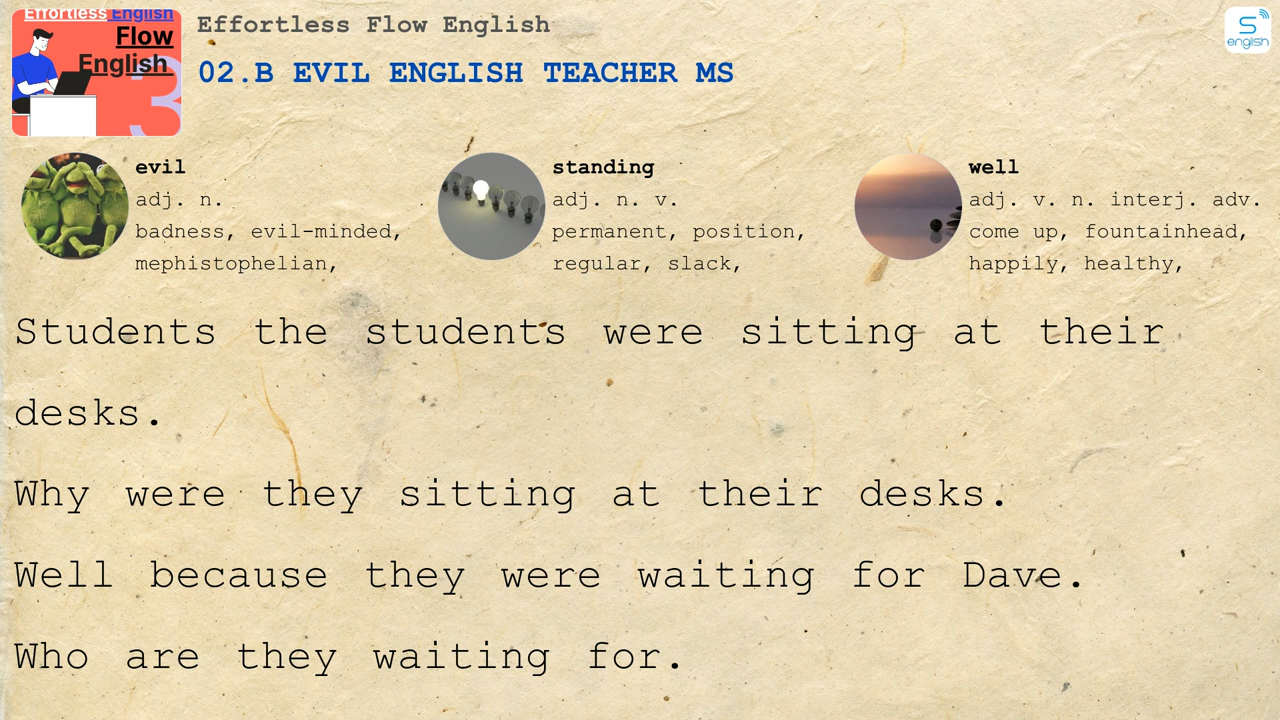 Effortless English
Flow
English
3
Effortless Flow English
02.B EVIL ENGLISH TEACHER MS
S
english
evil
adj. n.
badness, evil-minded,
mephistophelian,
standing
adj. n. v.
permanent, position,
regular, slack,
well
adj. v. n. interj. adv.
come up, fountainhead,
happily, healthy,
Students the students were sitting at their
desks.
Why were they sitting at their desks.
Well because they were waiting for Dave.
Who are they waiting for.